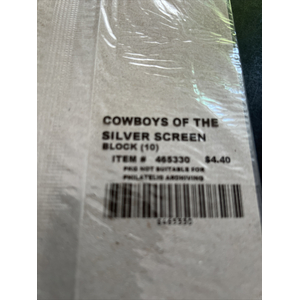 COWBOYS OF THE
SILVER SCREEN
BLOCK (10)
ITEM # 465330 $4.40
PKG NOT SUITABLE FOR
PHILATELIC ARCHIVING